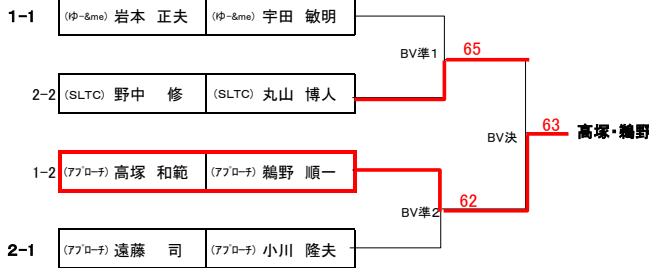 1-1 (ゆ-&me) 岩本 正夫 (ゆ-&me) 宇田 敏明
BV準1 65
2-2 (SLTC) 野中 修 (SLTC) 丸山 博人
BV決 63 高塚・鵜野
1-2 (アプローチ) 高塚 和範 (アプローチ) 鵜野 順一
BV準2 62
2-1 (アプローチ) 遠藤 司 (アプローチ) 小川 隆夫